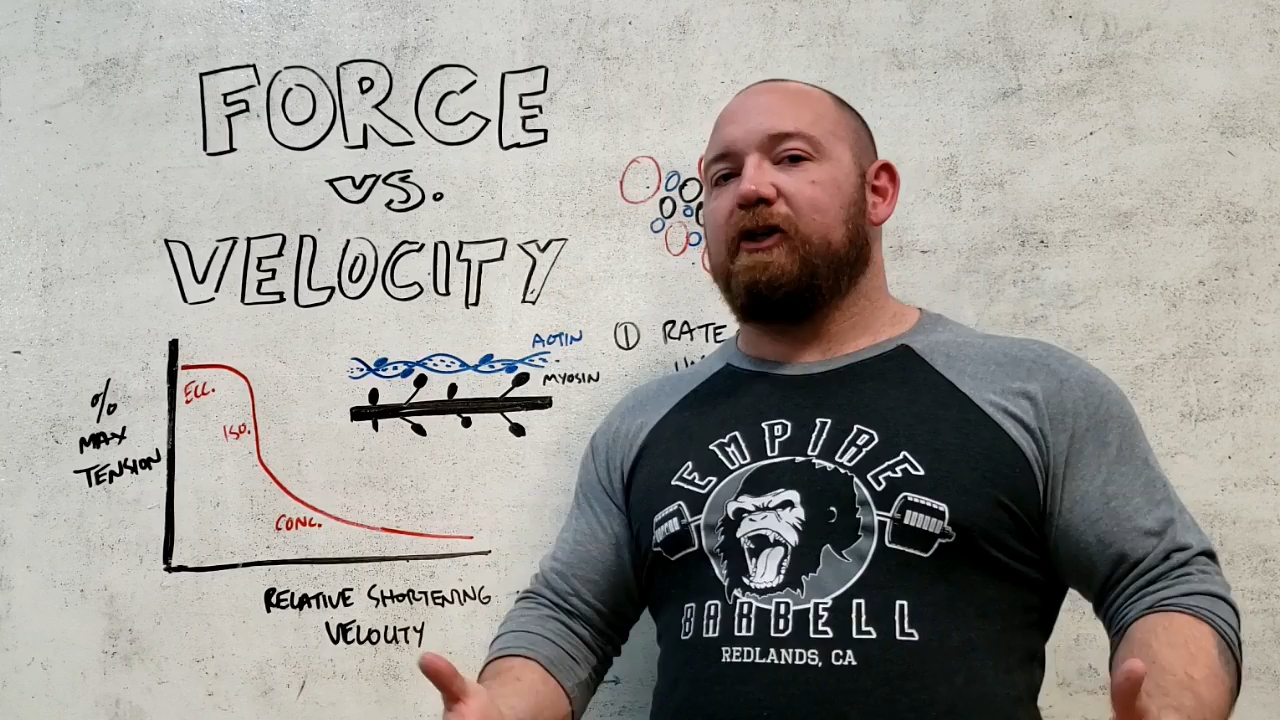 FORCE
VS.
VELOCITY
ACTIN
MYOSIN
① RATE
% MAX TENSION
ECC.
ISO.
CONC.
RELATIVE SHORTENING
VELOCITY
EMPIRE
BARBELL
REDLANDS, CA